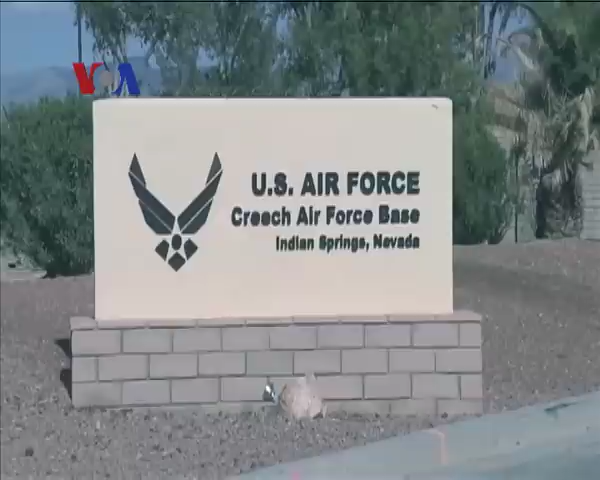 VOA
U.S. AIR FORCE
Creech Air Force Base
Indian Springs, Nevada